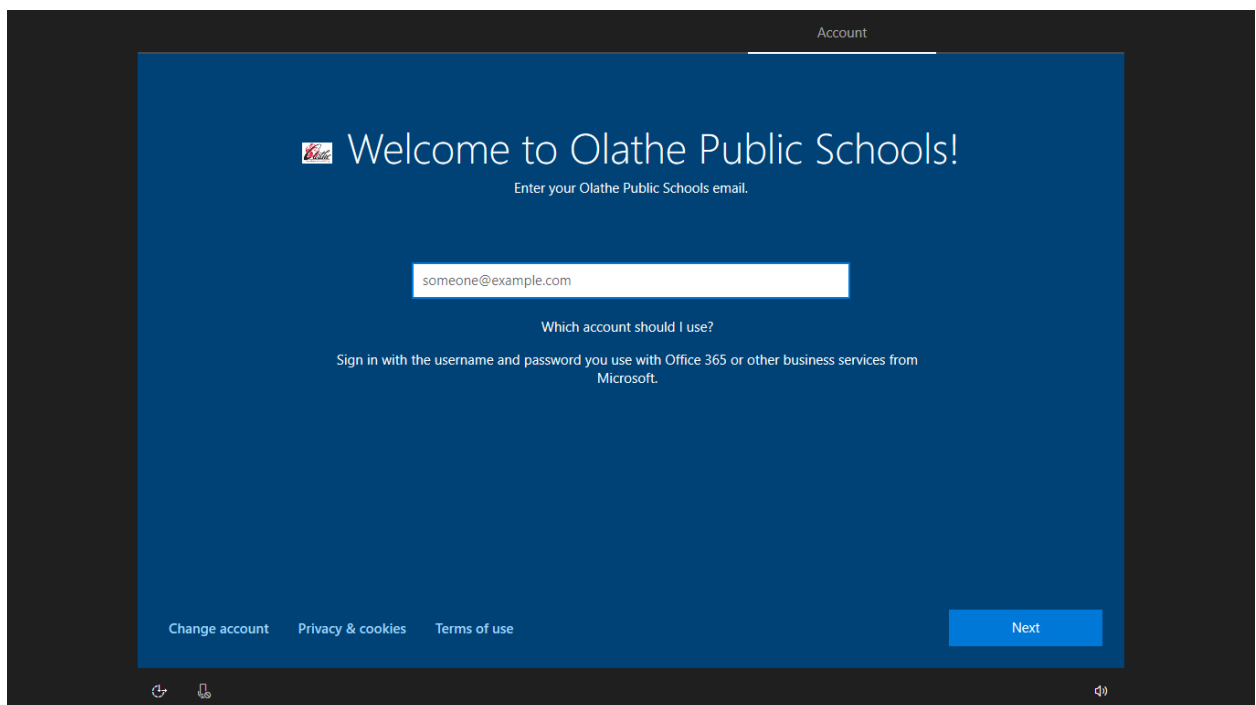 Account
Olathe
Welcome to Olathe Public Schools!
Enter your Olathe Public Schools email.
someone@example.com
Which account should I use?
Sign in with the username and password you use with Office 365 or other business services from
Microsoft.
Change account
Privacy & cookies
Terms of use
Next